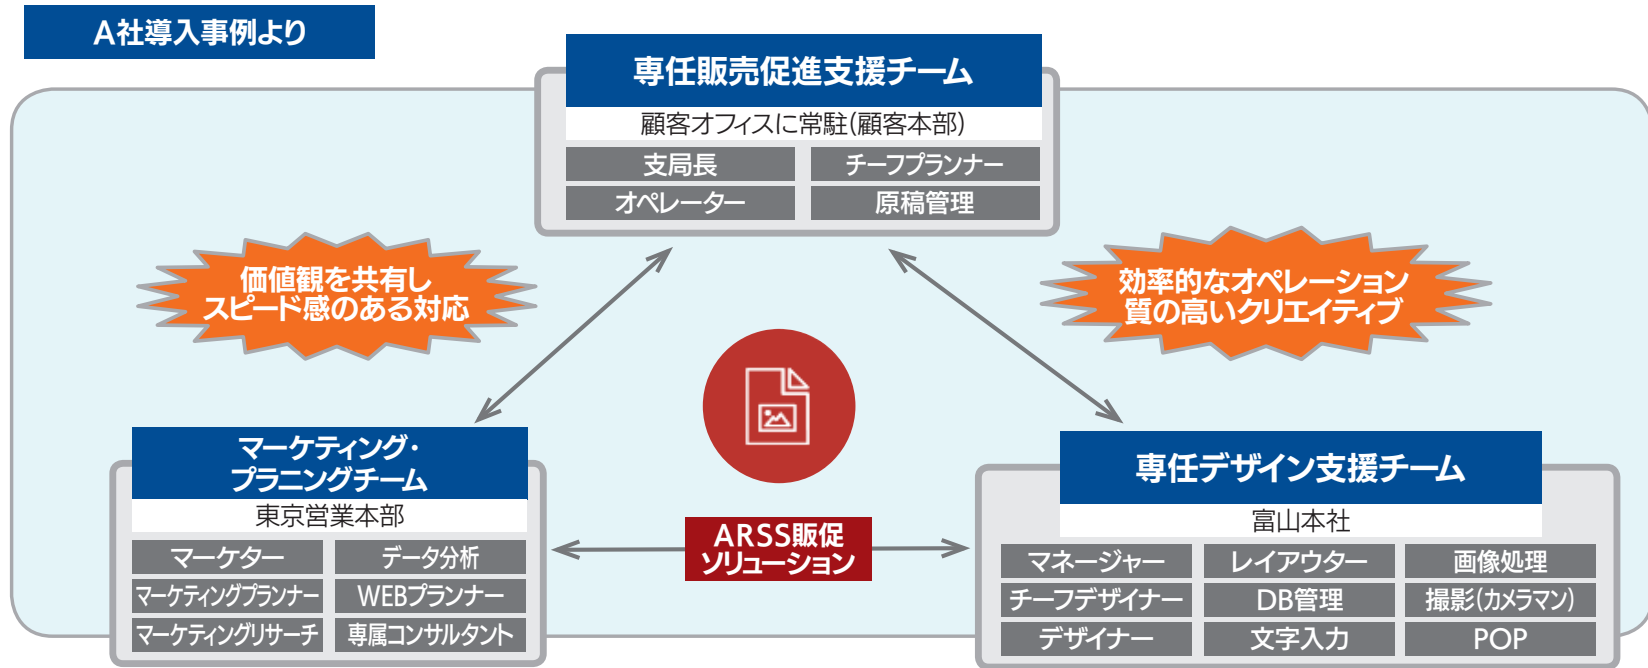 A社導入事例より
専任販売促進支援チーム
顧客オフィスに常駐(顧客本部)
支局長
チーフプランナー
オペレーター
原稿管理
価値観を共有し
スピード感のある対応
効率的なオペレーション
質の高いクリエイティブ
マーケティング・
プラニングチーム
東京営業本部
マーケター
データ分析
マーケティングプランナー
WEBプランナー
マーケティングリサーチ
専属コンサルタント
ARSS販促
ソリューション
専任デザイン支援チーム
富山本社
マネージャー
レイアウター
画像処理
チーフデザイナー
DB管理
撮影(カメラマン)
デザイナー
文字入力
POP